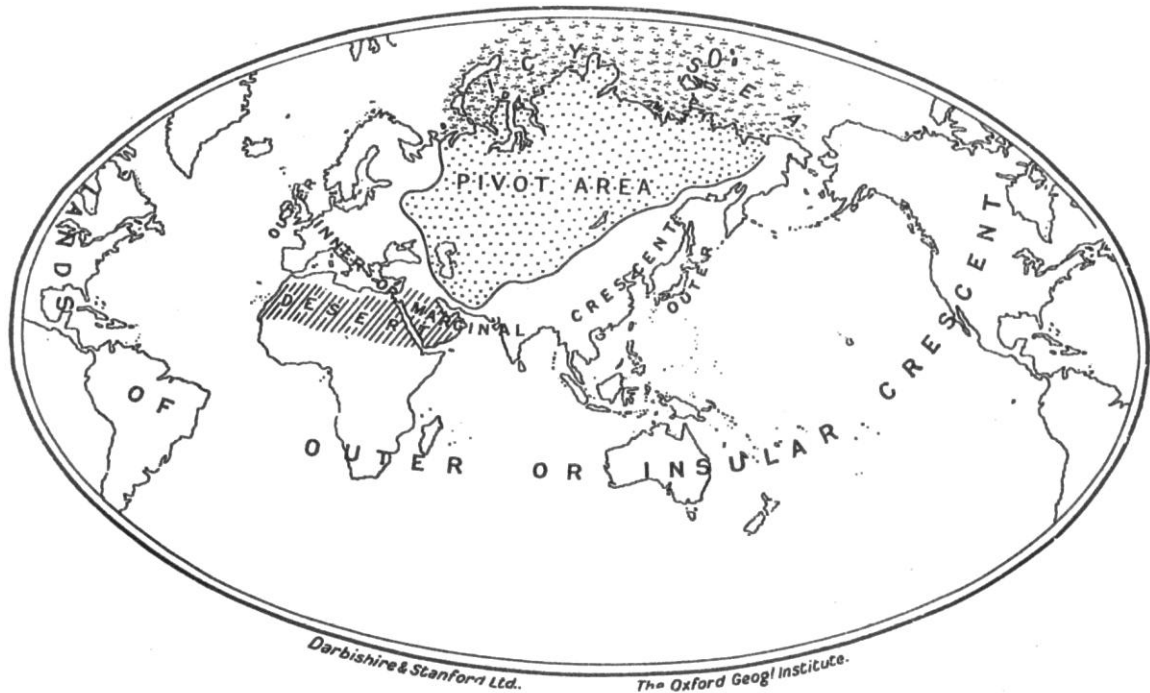 ICY SEA
PIVOT AREA
OUTER
INNER OR MARGINAL CRESCENT
OUTER
DESERT
LANDS OF OUTER OR INSULAR CRESCENT
Darbishire & Stanford Ltd.
The Oxford Geogl Institute.